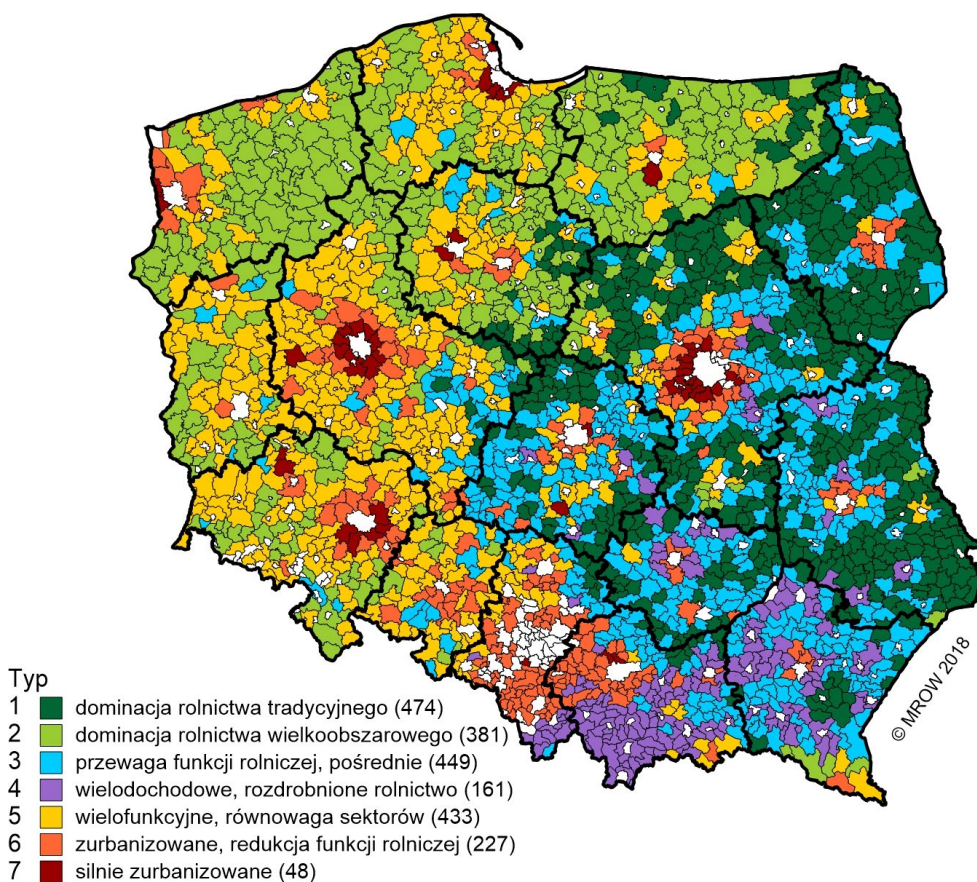 © MROW 2018
Typ
1 dominacja rolnictwa tradycyjnego (474)
2 dominacja rolnictwa wielkoobszarowego (381)
3 przewaga funkcji rolniczej, pośrednie (449)
4 wielodochodowe, rozdrobnione rolnictwo (161)
5 wielofunkcyjne, równowaga sektorów (433)
6 zurbanizowane, redukcja funkcji rolniczej (227)
7 silnie zurbanizowane (48)